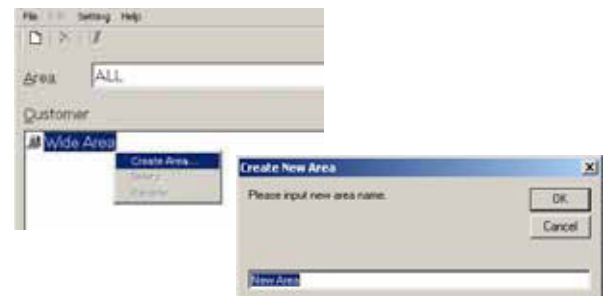 File Setting Help
Area ALL
Customer
Wide Area
Create Area...
Create New Area
Please input new area name.
OK
Cancel
New Area